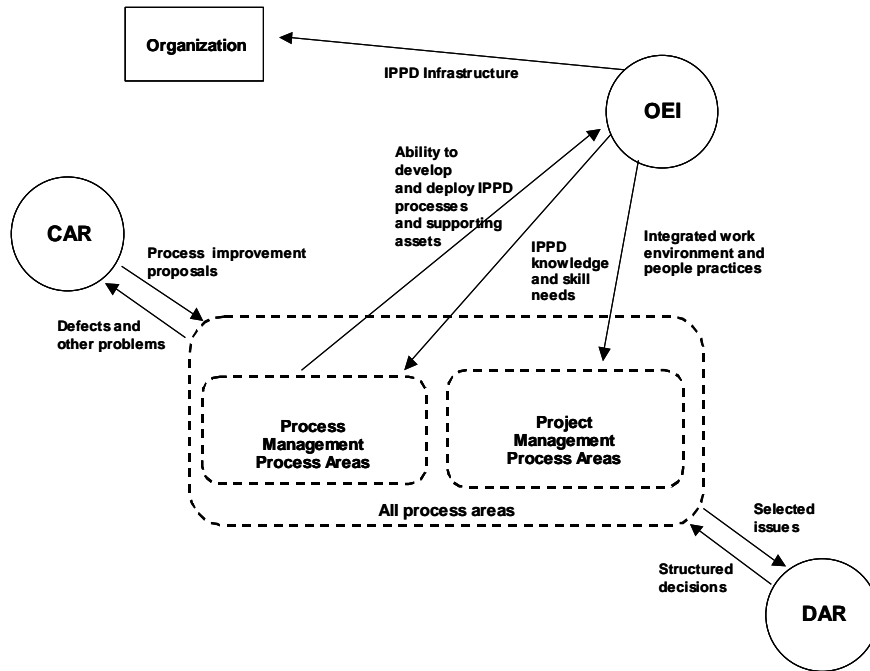 Organization
IPPD Infrastructure
OEI
Ability to
develop
and deploy IPPD
processes
and supporting
assets
CAR
Process improvement
proposals
IPPD
knowledge
and skill
needs
Integrated work
environment and
people practices
Defects and
other problems
Process
Management
Process Areas
Project
Management
Process Areas
All process areas
Selected
issues
Structured
decisions
DAR